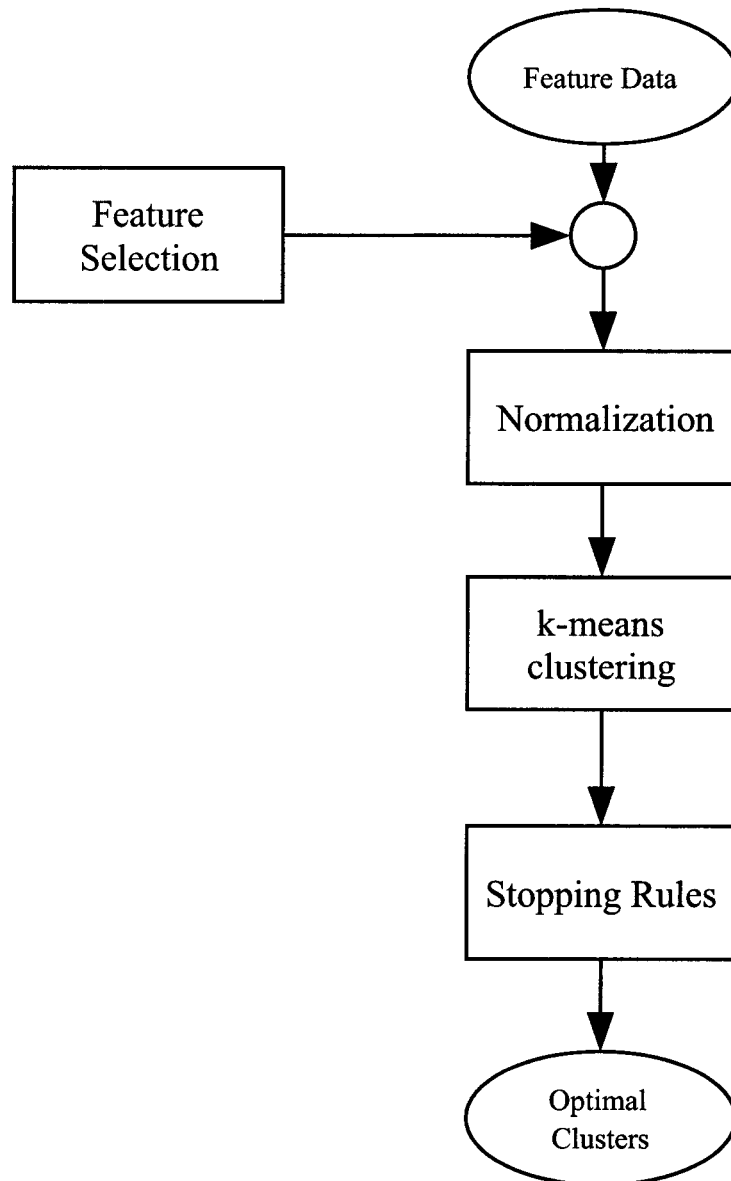 Feature Data
Feature
Selection
Normalization
k-means
clustering
Stopping Rules
Optimal
Clusters